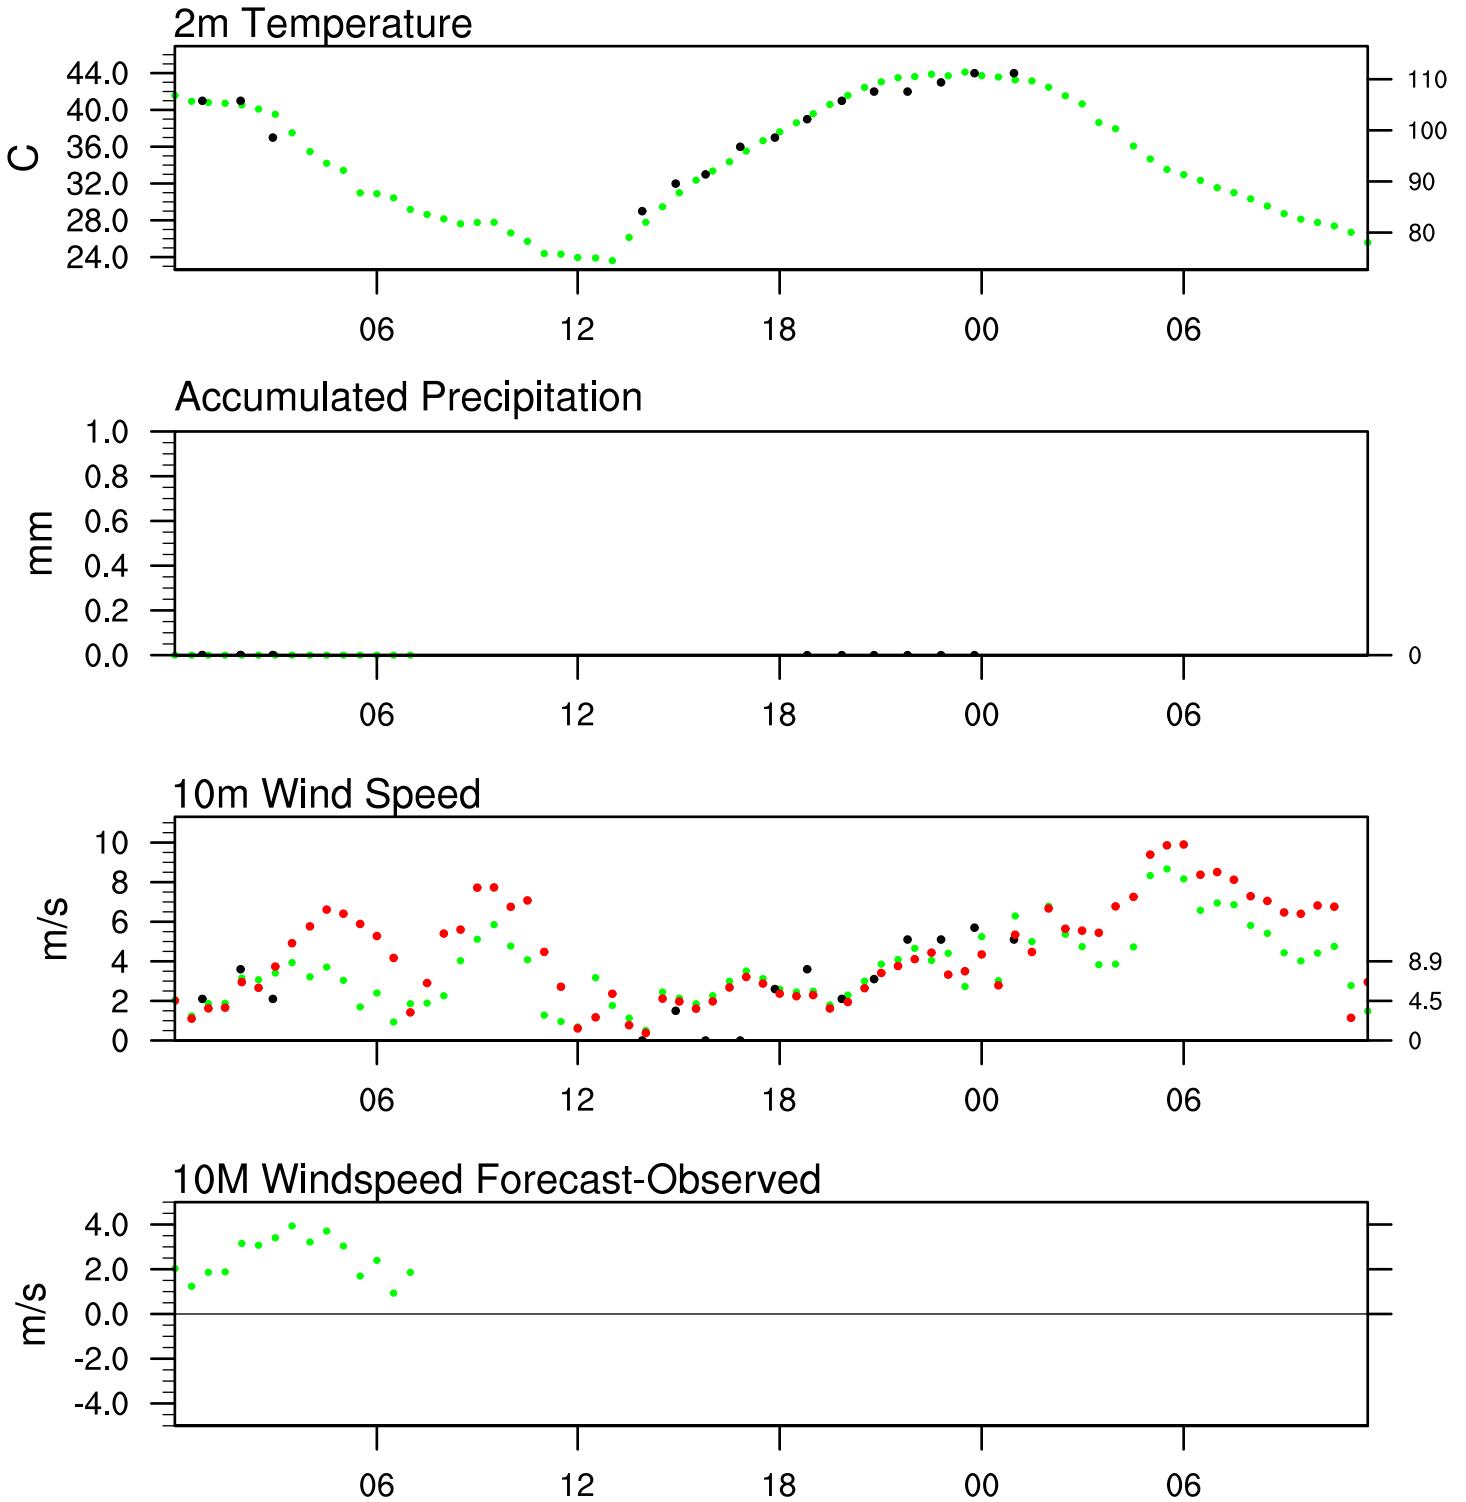 2m Temperature
44.0
40.0
36.0
32.0
28.0
24.0
C
110
100
90
80
06 12 18 00 06
Accumulated Precipitation
1.0
0.8
0.6
0.4
0.2
0.0
mm
0
06 12 18 00 06
10m Wind Speed
10
8
6
4
2
0
m/s
8.9
4.5
0
06 12 18 00 06
10M Windspeed Forecast-Observed
4.0
2.0
0.0
-2.0
-4.0
m/s
06 12 18 00 06